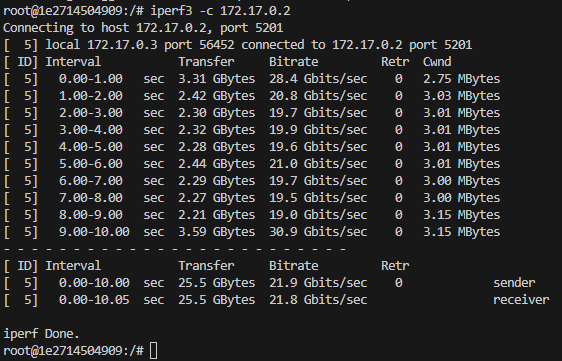 root@1e2714504909:/# iperf3 -c 172.17.0.2
Connecting to host 172.17.0.2, port 5201
[  5] local 172.17.0.3 port 56452 connected to 172.17.0.2 port 5201
[ ID] Interval           Transfer     Bitrate         Retr  Cwnd
[  5]   0.00-1.00   sec  3.31 GBytes  28.4 Gbits/sec    0   2.75 MBytes
[  5]   1.00-2.00   sec  2.42 GBytes  20.8 Gbits/sec    0   3.03 MBytes
[  5]   2.00-3.00   sec  2.30 GBytes  19.7 Gbits/sec    0   3.01 MBytes
[  5]   3.00-4.00   sec  2.32 GBytes  19.9 Gbits/sec    0   3.01 MBytes
[  5]   4.00-5.00   sec  2.28 GBytes  19.6 Gbits/sec    0   3.01 MBytes
[  5]   5.00-6.00   sec  2.44 GBytes  21.0 Gbits/sec    0   3.01 MBytes
[  5]   6.00-7.00   sec  2.29 GBytes  19.7 Gbits/sec    0   3.00 MBytes
[  5]   7.00-8.00   sec  2.27 GBytes  19.5 Gbits/sec    0   3.00 MBytes
[  5]   8.00-9.00   sec  2.21 GBytes  19.0 Gbits/sec    0   3.15 MBytes
[  5]   9.00-10.00  sec  3.59 GBytes  30.9 Gbits/sec    0   3.15 MBytes
- - - - - - - - - - - - - - - - - - - - - - - - -
[ ID] Interval           Transfer     Bitrate         Retr
[  5]   0.00-10.00  sec  25.5 GBytes  21.9 Gbits/sec    0             sender
[  5]   0.00-10.05  sec  25.5 GBytes  21.8 Gbits/sec                  receiver

iperf Done.
root@1e2714504909:/#